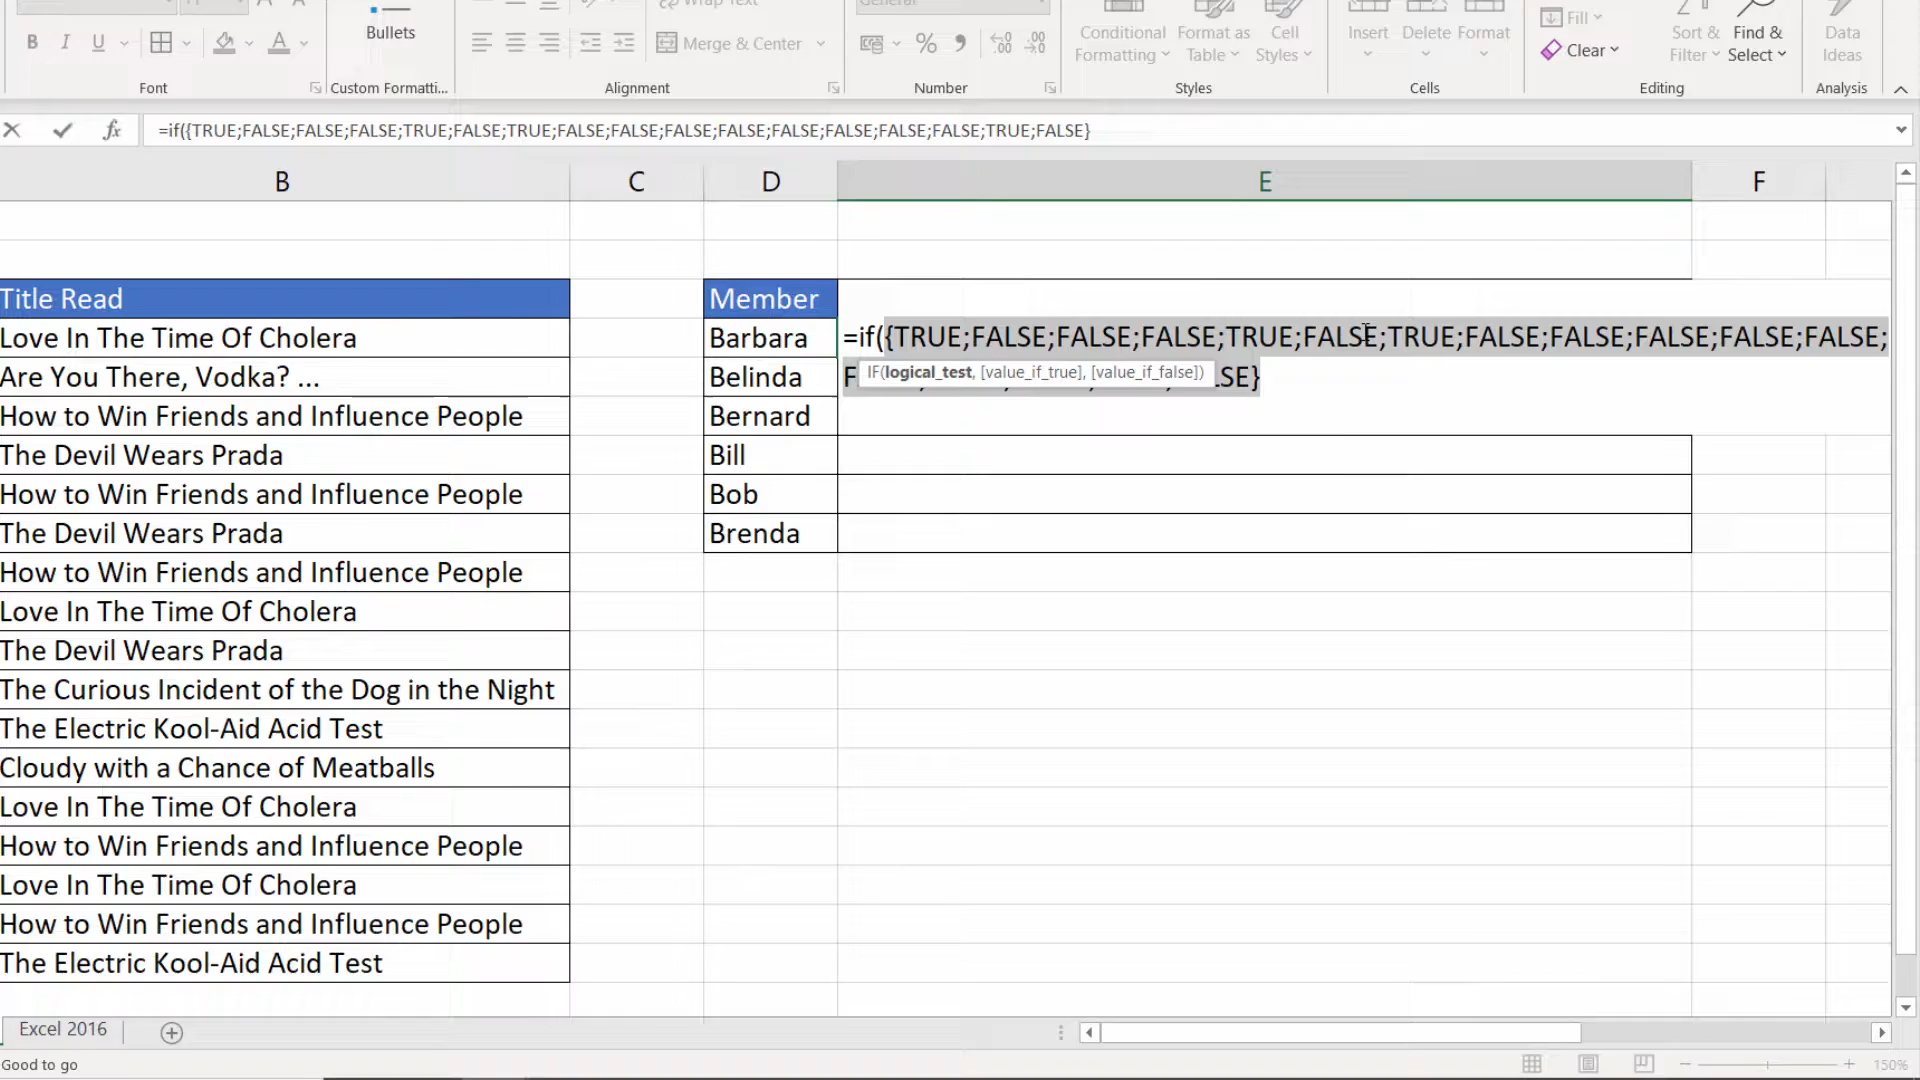 Wrap Text
General
B I U
Bullets
Merge & Center
% 9
Conditional Formatting
Format as Table
Cell Styles
Insert Delete Format
Fill
Clear
Sort & Filter
Find & Select
Data Ideas
Font
Custom Formatti...
Alignment
Number
Styles
Cells
Editing
Analysis
fx =if({TRUE;FALSE;FALSE;FALSE;TRUE;FALSE;TRUE;FALSE;FALSE;FALSE;FALSE;FALSE;FALSE;FALSE;FALSE;TRUE;FALSE}
B C D E F
Title Read
Member
Love In The Time Of Cholera
Barbara
=if({TRUE;FALSE;FALSE;FALSE;TRUE;FALSE;TRUE;FALSE;FALSE;FALSE;FALSE;FALSE;
Are You There, Vodka? ...
Belinda
IF(logical_test, [value_if_true], [value_if_false])
LSE}
How to Win Friends and Influence People
Bernard
The Devil Wears Prada
Bill
How to Win Friends and Influence People
Bob
The Devil Wears Prada
Brenda
How to Win Friends and Influence People
Love In The Time Of Cholera
The Devil Wears Prada
The Curious Incident of the Dog in the Night
The Electric Kool-Aid Acid Test
Cloudy with a Chance of Meatballs
Love In The Time Of Cholera
How to Win Friends and Influence People
Love In The Time Of Cholera
How to Win Friends and Influence People
The Electric Kool-Aid Acid Test
Excel 2016
Good to go
150%